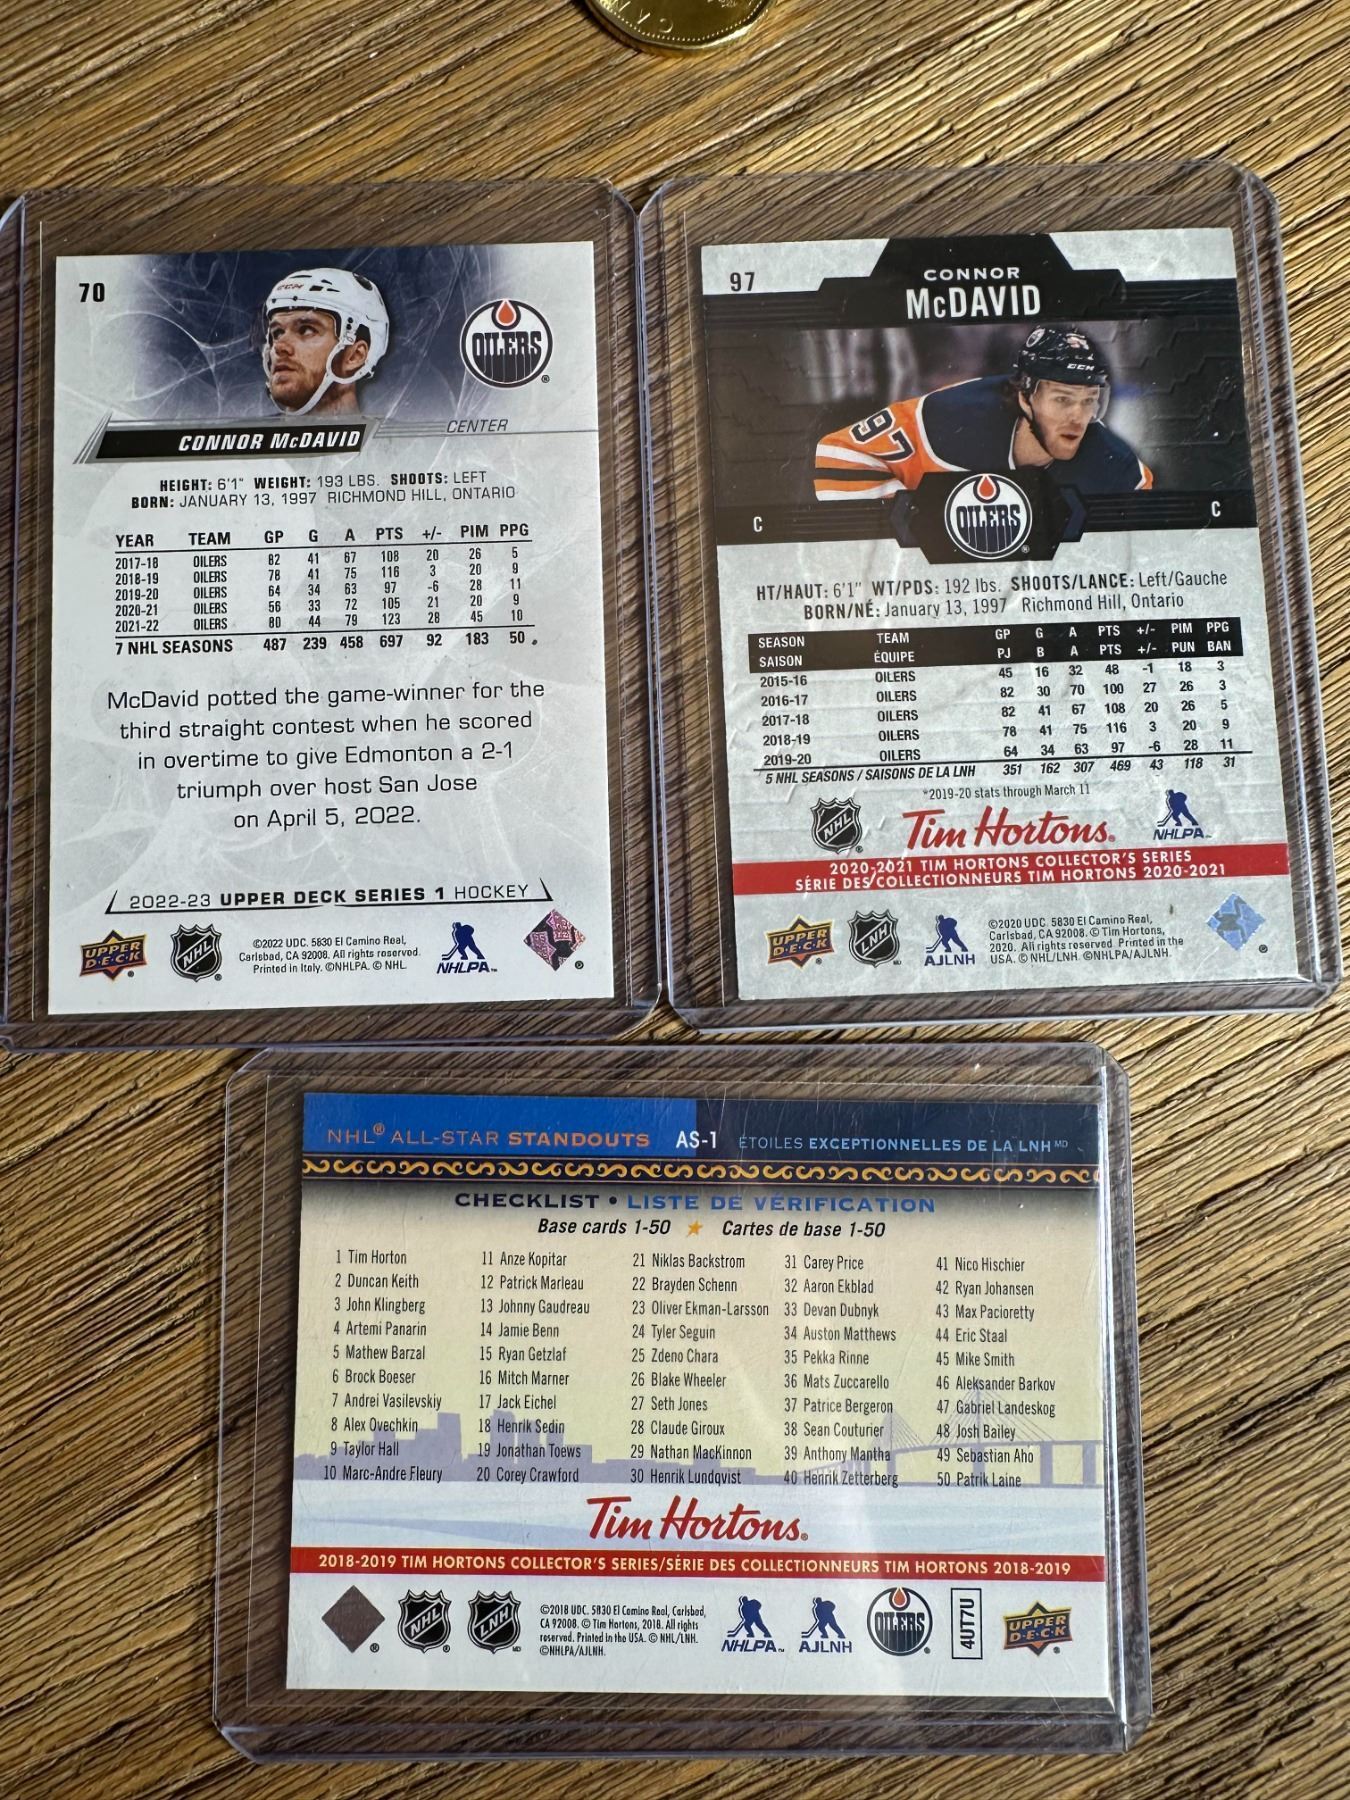 CANA
70
OILERS
CONNOR McDAVID
CENTER
HEIGHT: 6'1" WEIGHT: 193 LBS. SHOOTS: LEFT
BORN: JANUARY 13, 1997 RICHMOND HILL, ONTARIO
YEAR TEAM GP G A PTS +/- PIM PPG
2017-18 OILERS 82 41 67 108 20 26 5
2018-19 OILERS 78 41 75 116 3 20 9
2019-20 OILERS 64 34 63 97 -6 28 11
2020-21 OILERS 56 33 72 105 21 20 9
2021-22 OILERS 80 44 79 123 28 45 10
7 NHL SEASONS 487 239 458 697 92 183 50
McDavid potted the game-winner for the
third straight contest when he scored
in overtime to give Edmonton a 2-1
triumph over host San Jose
on April 5, 2022.
2022-23 UPPER DECK SERIES 1 HOCKEY
UPPER DECK
NHL
©2022 UDC. 5830 El Camino Real,
Carlsbad, CA 92008. All rights reserved.
Printed in Italy. ©NHLPA. © NHL.
NHLPA
97
CONNOR
McDAVID
CCM
97
OILERS
C C
HT/HAUT: 6'1" WT/PDS: 192 lbs. SHOOTS/LANCE: Left/Gauche
BORN/NÉ: January 13, 1997 Richmond Hill, Ontario
SEASON TEAM GP G A PTS +/- PIM PPG
SAISON ÉQUIPE PJ B A PTS +/- PUN BAN
2015-16 OILERS 45 16 32 48 -1 18 3
2016-17 OILERS 82 30 70 100 27 26 3
2017-18 OILERS 82 41 67 108 20 26 5
2018-19 OILERS 78 41 75 116 3 20 9
2019-20 OILERS 64 34 63 97 -6 28 11
5 NHL SEASONS / SAISONS DE LA LNH 351 162 307 469 43 118 31
*2019-20 stats through March 11
NHL
Tim Hortons.
NHLPA
2020-2021 TIM HORTONS COLLECTOR'S SERIES
SÉRIE DES COLLECTIONNEURS TIM HORTONS 2020-2021
UPPER DECK
LNH
AJLNH
©2020 UDC. 5830 El Camino Real,
Carlsbad, CA 92008. © Tim Hortons,
2020. All rights reserved. Printed in the
USA. © NHL/LNH. ©NHLPA/AJLNH.
NHL® ALL-STAR STANDOUTS AS-1 ÉTOILES EXCEPTIONNELLES DE LA LNH MD
CHECKLIST • LISTE DE VÉRIFICATION
Base cards 1-50 ★ Cartes de base 1-50
1 Tim Horton
2 Duncan Keith
3 John Klingberg
4 Artemi Panarin
5 Mathew Barzal
6 Brock Boeser
7 Andrei Vasilevskiy
8 Alex Ovechkin
9 Taylor Hall
10 Marc-Andre Fleury
11 Anze Kopitar
12 Patrick Marleau
13 Johnny Gaudreau
14 Jamie Benn
15 Ryan Getzlaf
16 Mitch Marner
17 Jack Eichel
18 Henrik Sedin
19 Jonathan Toews
20 Corey Crawford
21 Niklas Backstrom
22 Brayden Schenn
23 Oliver Ekman-Larsson
24 Tyler Seguin
25 Zdeno Chara
26 Blake Wheeler
27 Seth Jones
28 Claude Giroux
29 Nathan MacKinnon
30 Henrik Lundqvist
31 Carey Price
32 Aaron Ekblad
33 Devan Dubnyk
34 Auston Matthews
35 Pekka Rinne
36 Mats Zuccarello
37 Patrice Bergeron
38 Sean Couturier
39 Anthony Mantha
40 Henrik Zetterberg
41 Nico Hischier
42 Ryan Johansen
43 Max Pacioretty
44 Eric Staal
45 Mike Smith
46 Aleksander Barkov
47 Gabriel Landeskog
48 Josh Bailey
49 Sebastian Aho
50 Patrik Laine
Tim Hortons.
2018-2019 TIM HORTONS COLLECTOR'S SERIES/SÉRIE DES COLLECTIONNEURS TIM HORTONS 2018-2019
NHL
LNH
©2018 UDC. 5830 El Camino Real, Carlsbad,
CA 92008. © Tim Hortons, 2018. All rights
reserved. Printed in the USA. © NHL/LNH.
©NHLPA/AJLNH.
NHLPA
AJLNH
OILERS
4UT7U
UPPER DECK